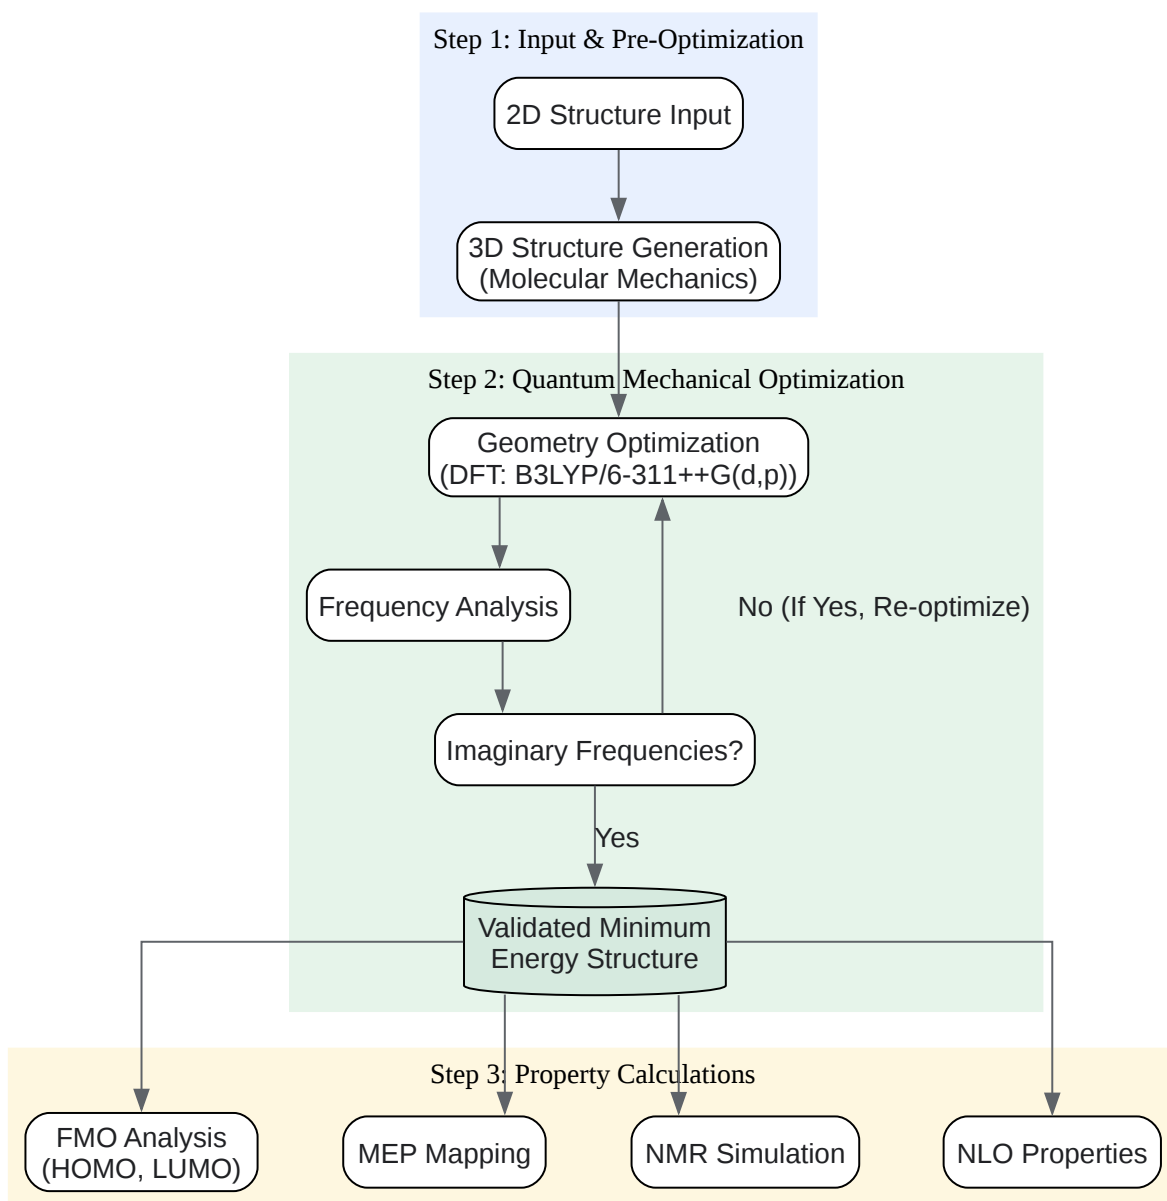 Step 1: Input & Pre-Optimization
2D Structure Input
3D Structure Generation
(Molecular Mechanics)
Step 2: Quantum Mechanical Optimization
Geometry Optimization
(DFT: B3LYP/6-311++G(d,p))
Frequency Analysis
No (If Yes, Re-optimize)
Imaginary Frequencies?
Yes
Validated Minimum
Energy Structure
Step 3: Property Calculations
FMO Analysis
(HOMO, LUMO)
MEP Mapping
NMR Simulation
NLO Properties